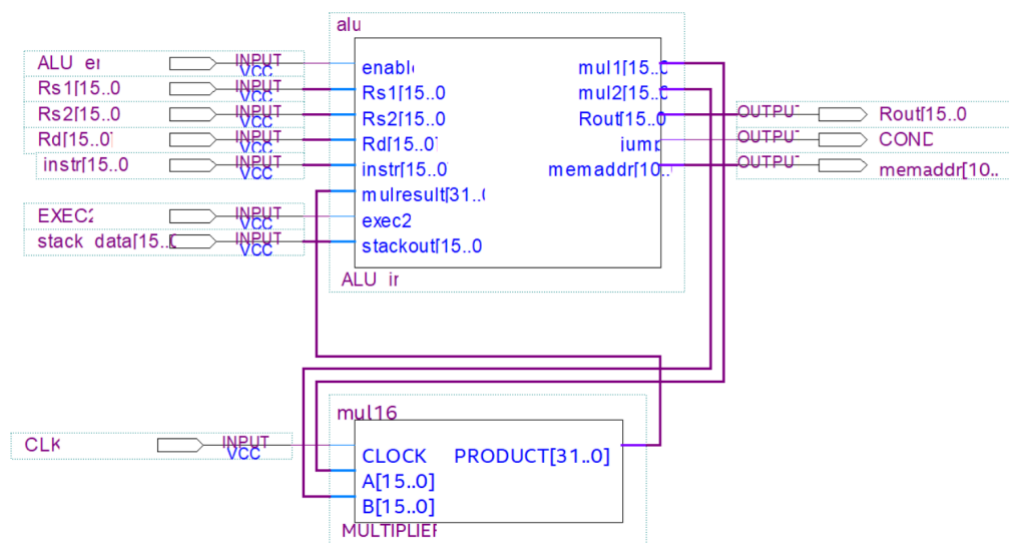 alu
ALU_en INPUT VCC
Rs1[15..0 INPUT VCC
Rs2[15..0 INPUT VCC
Rd[15..0] INPUT VCC
instr[15..0 INPUT VCC
EXEC2 INPUT VCC
stack_data[15..0 INPUT VCC
enable
Rs1[15..0
Rs2[15..0
Rd[15..0]
instr[15..0
mulresult[31..0
exec2
stackout[15..0
mul1[15..0
mul2[15..0
Rout[15..0
jump
memaddr[10..
OUTPUT Rout[15..0
OUTPUT COND
OUTPUT memaddr[10..
ALU_in
mul16
CLK INPUT VCC
CLOCK PRODUCT[31..0]
A[15..0]
B[15..0]
MULTIPLIER